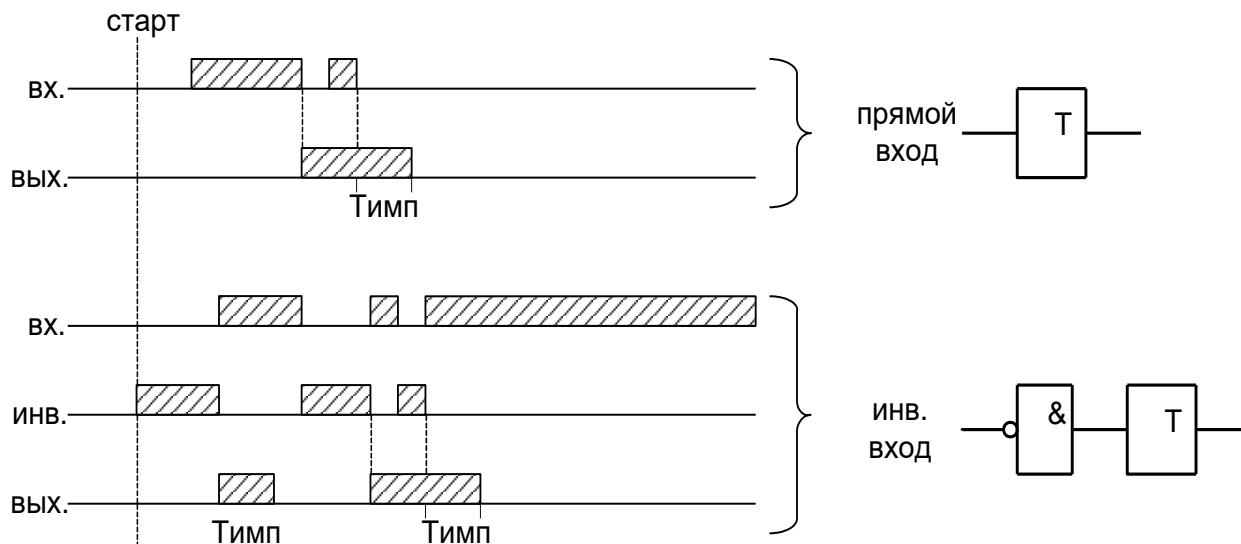 старт
вх.
прямой
вход
T
вых.
Тимп
вх.
инв.
инв.
вход
&
T
вых.
Тимп
Тимп